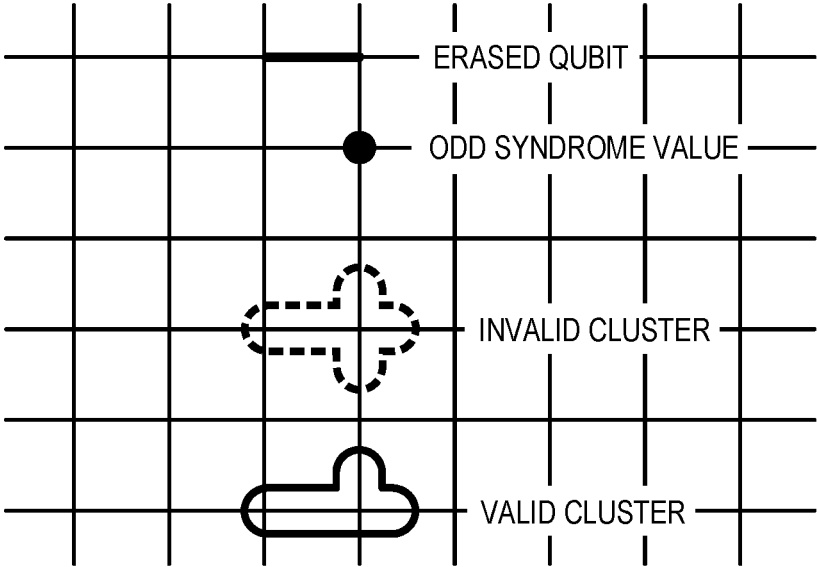 ERASED QUBIT
ODD SYNDROME VALUE
INVALID CLUSTER
VALID CLUSTER